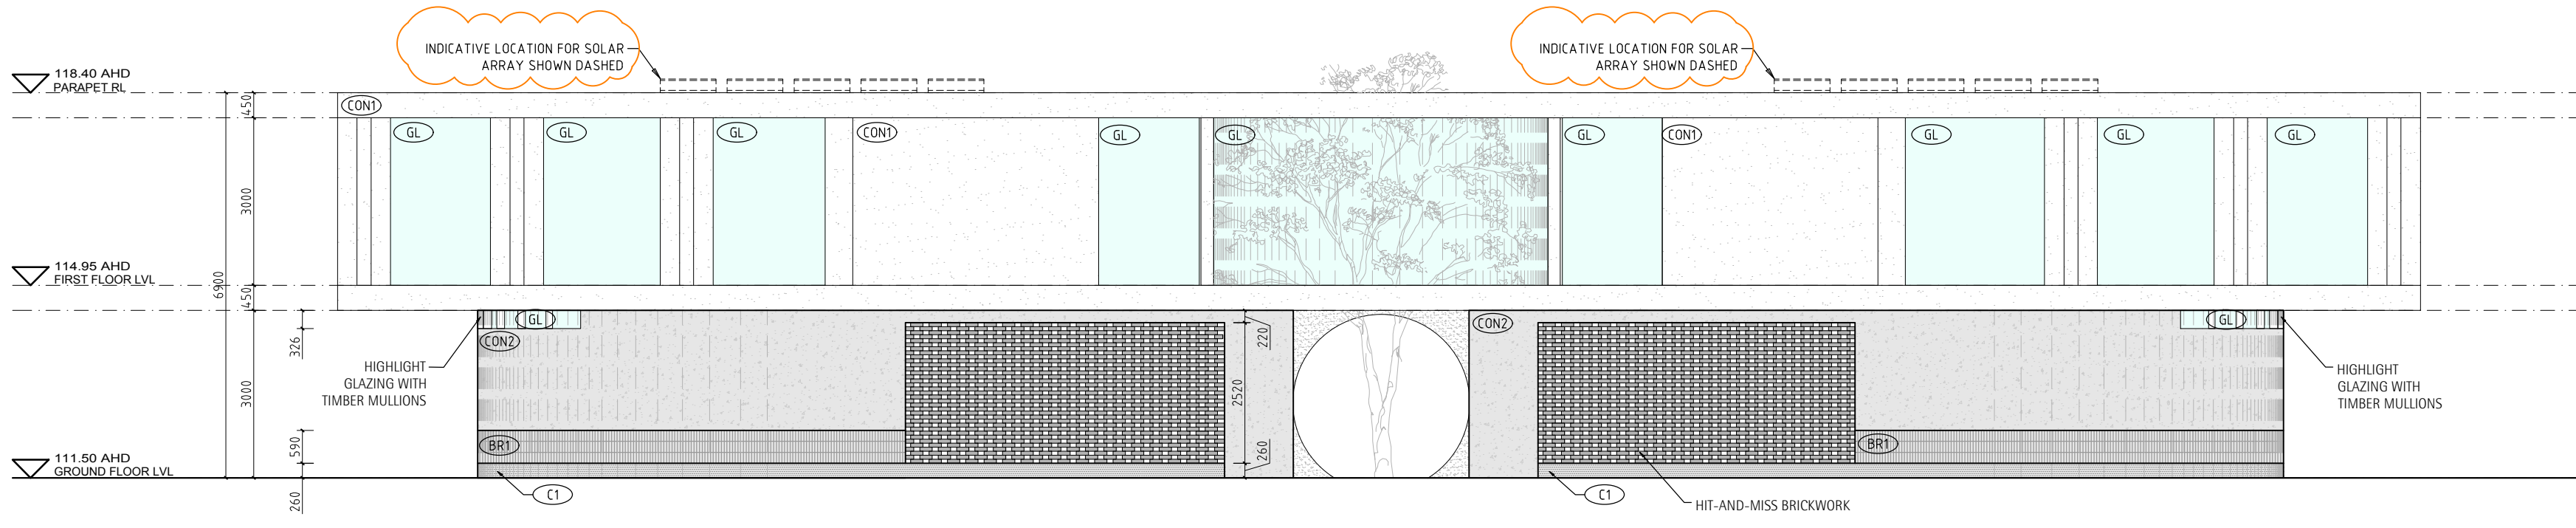 INDICATIVE LOCATION FOR SOLAR
ARRAY SHOWN DASHED
INDICATIVE LOCATION FOR SOLAR
ARRAY SHOWN DASHED
118.40 AHD
PARAPET RL
450
CON1
GL
GL
GL
CON1
GL
GL
GL
CON1
GL
GL
GL
3000
114.95 AHD
FIRST FLOOR LVL
6900
450
GL
GL
CON2
CON2
326
220
HIGHLIGHT
GLAZING WITH
TIMBER MULLIONS
HIGHLIGHT
GLAZING WITH
TIMBER MULLIONS
3000
2520
590
BR1
BR1
260
111.50 AHD
GROUND FLOOR LVL
260
C1
C1
HIT-AND-MISS BRICKWORK